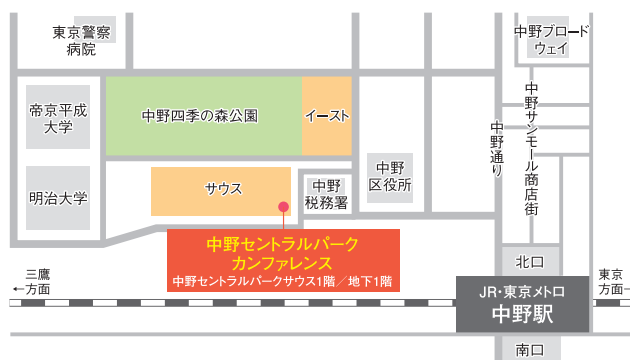 東京警察
病院
中野ブロード
ウェイ
帝京平成
大学
中野四季の森公園
イースト
中野サンモール商店街
中野通り
明治大学
サウス
中野
税務署
中野
区役所
中野セントラルパーク
カンファレンス
中野セントラルパークサウス1階／地下1階
北口
三鷹
←方面
JR・東京メトロ
中野駅
東京
方面→
南口